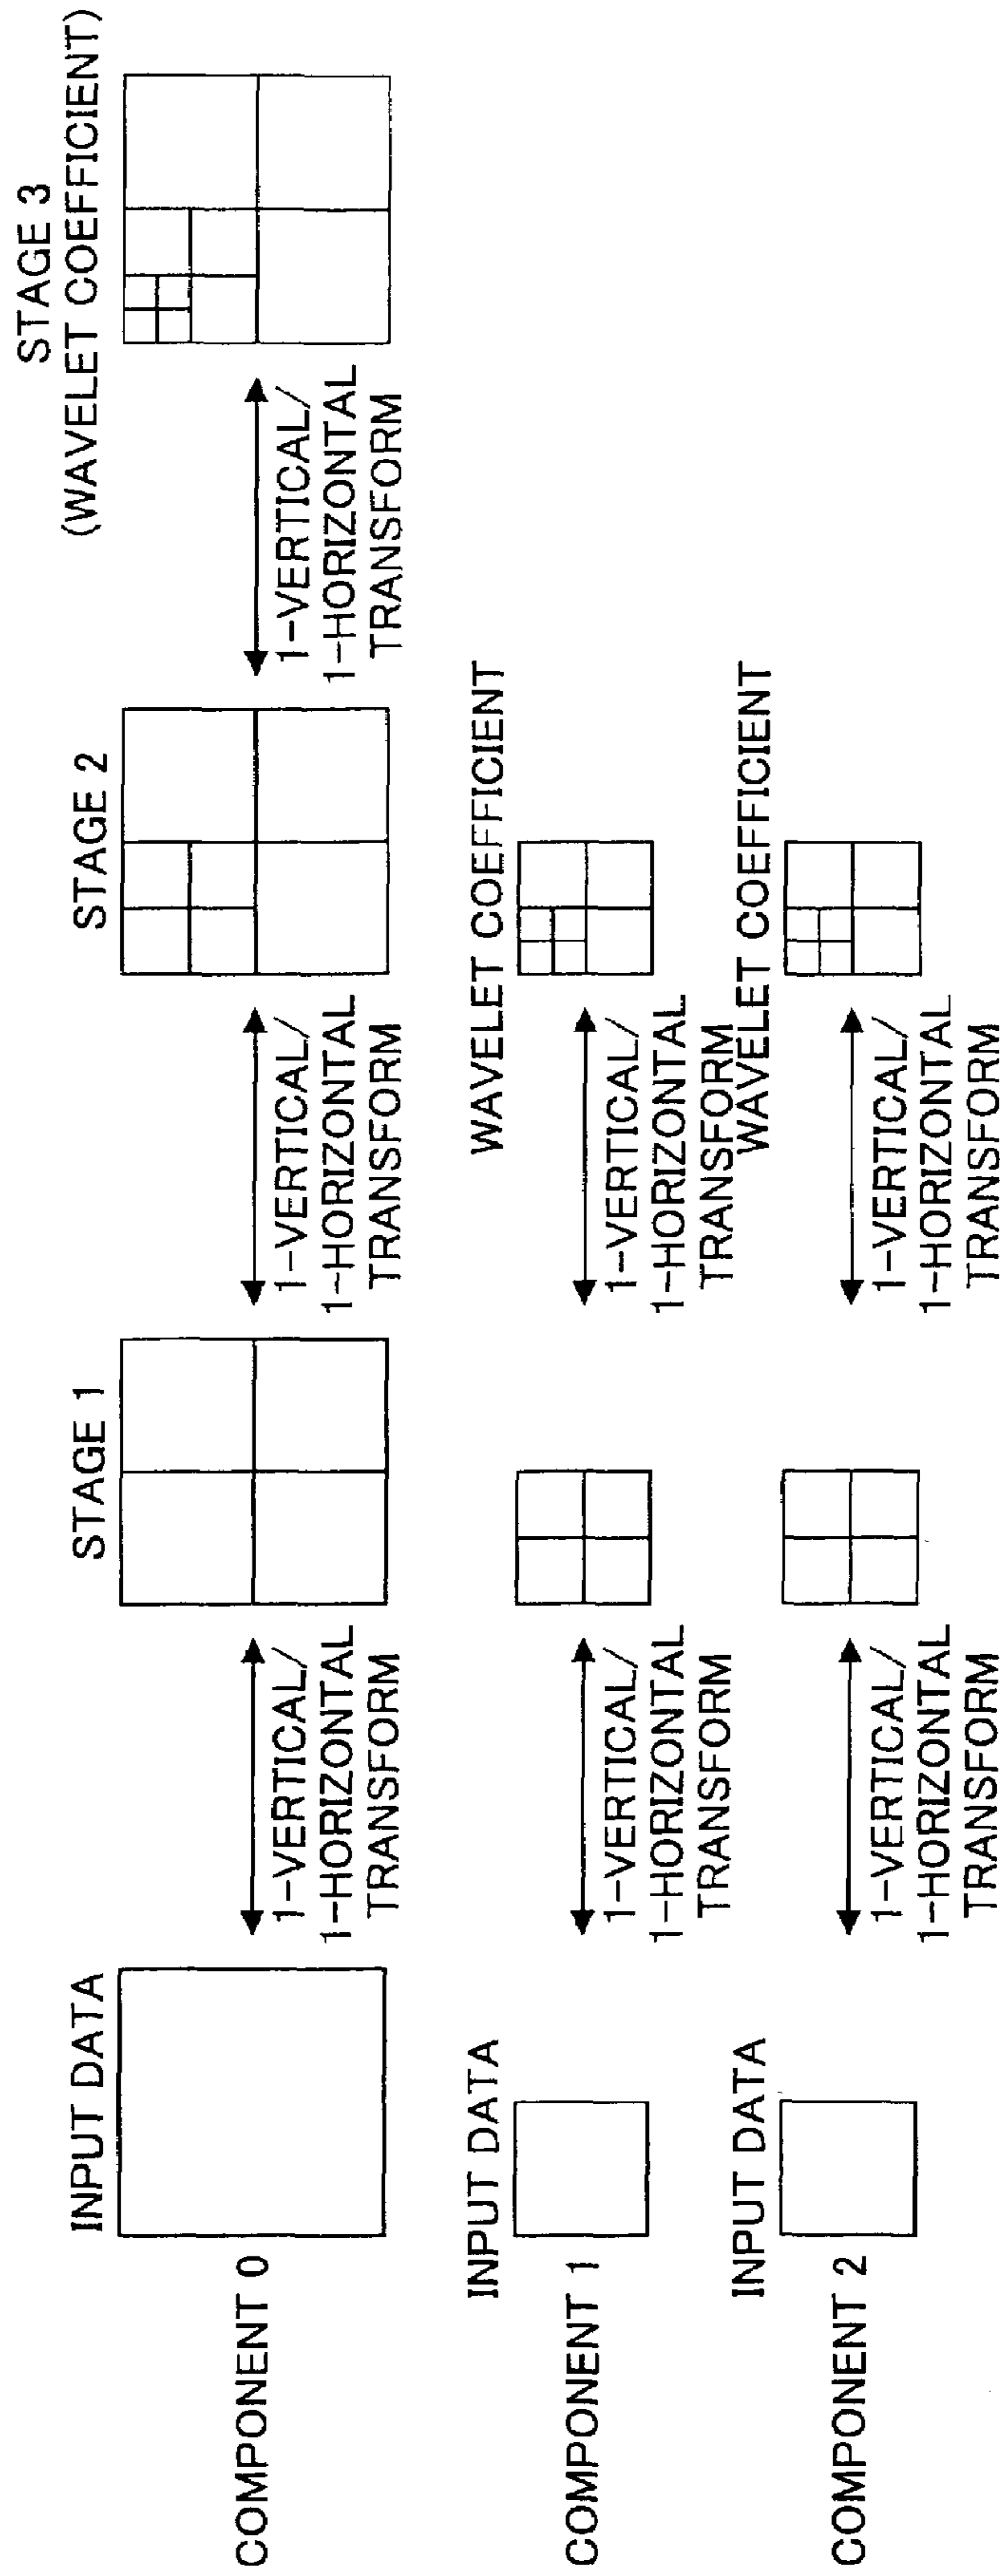 INPUT DATA
STAGE 1
STAGE 2
STAGE 3
(WAVELET COEFFICIENT)
COMPONENT 0
1-VERTICAL/
1-HORIZONTAL
TRANSFORM
1-VERTICAL/
1-HORIZONTAL
TRANSFORM
1-VERTICAL/
1-HORIZONTAL
TRANSFORM
INPUT DATA
WAVELET COEFFICIENT
COMPONENT 1
1-VERTICAL/
1-HORIZONTAL
TRANSFORM
1-VERTICAL/
1-HORIZONTAL
TRANSFORM
INPUT DATA
WAVELET COEFFICIENT
COMPONENT 2
1-VERTICAL/
1-HORIZONTAL
TRANSFORM
1-VERTICAL/
1-HORIZONTAL
TRANSFORM